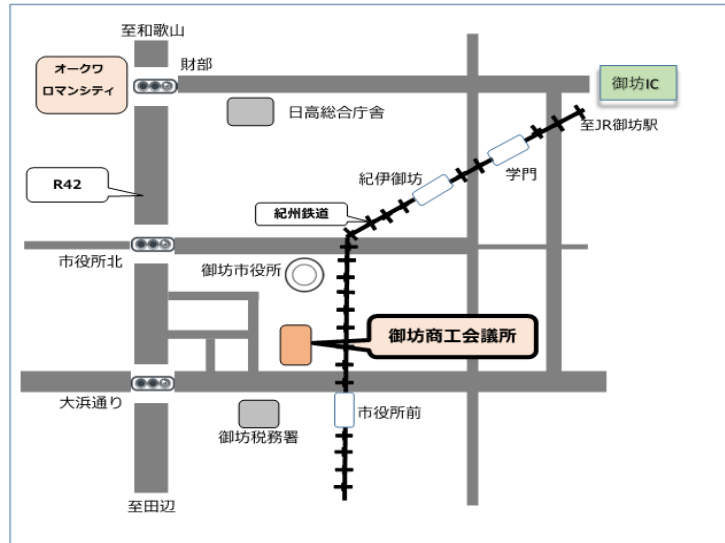 至和歌山
財部
オークワ
ロマンシティ
御坊IC
日高総合庁舎
至JR御坊駅
学門
紀伊御坊
R42
紀州鉄道
市役所北
御坊市役所
御坊商工会議所
大浜通り
市役所前
御坊税務署
至田辺